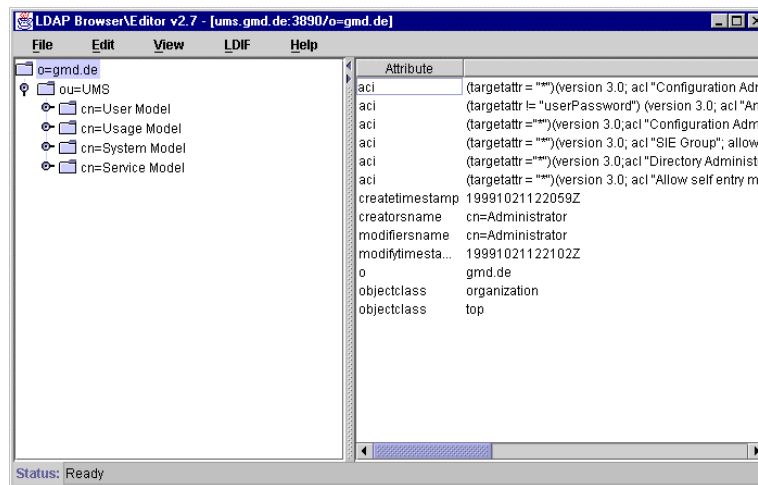 LDAP Browser\Editor v2.7 - [ums.gmd.de:3890/o=gmd.de]
File Edit View LDIF Help
o=gmd.de
ou=UMS
cn=User Model
cn=Usage Model
cn=System Model
cn=Service Model
Attribute
aci (targetattr = "*")(version 3.0; acl "Configuration Adr
aci (targetattr != "userPassword") (version 3.0; acl "Ar
aci (targetattr = "*")(version 3.0;acl "Configuration Adm
aci (targetattr = "*")(version 3.0; acl "SIE Group"; allow
aci (targetattr ="*")(version 3.0;acl "Directory Administ
aci (targetattr = "*")(version 3.0; acl "Allow self entry m
createtimestamp 19991021122059Z
creatorsname cn=Administrator
modifiersname cn=Administrator
modifytimesta... 19991021122102Z
o gmd.de
objectclass organization
objectclass top
Status: Ready